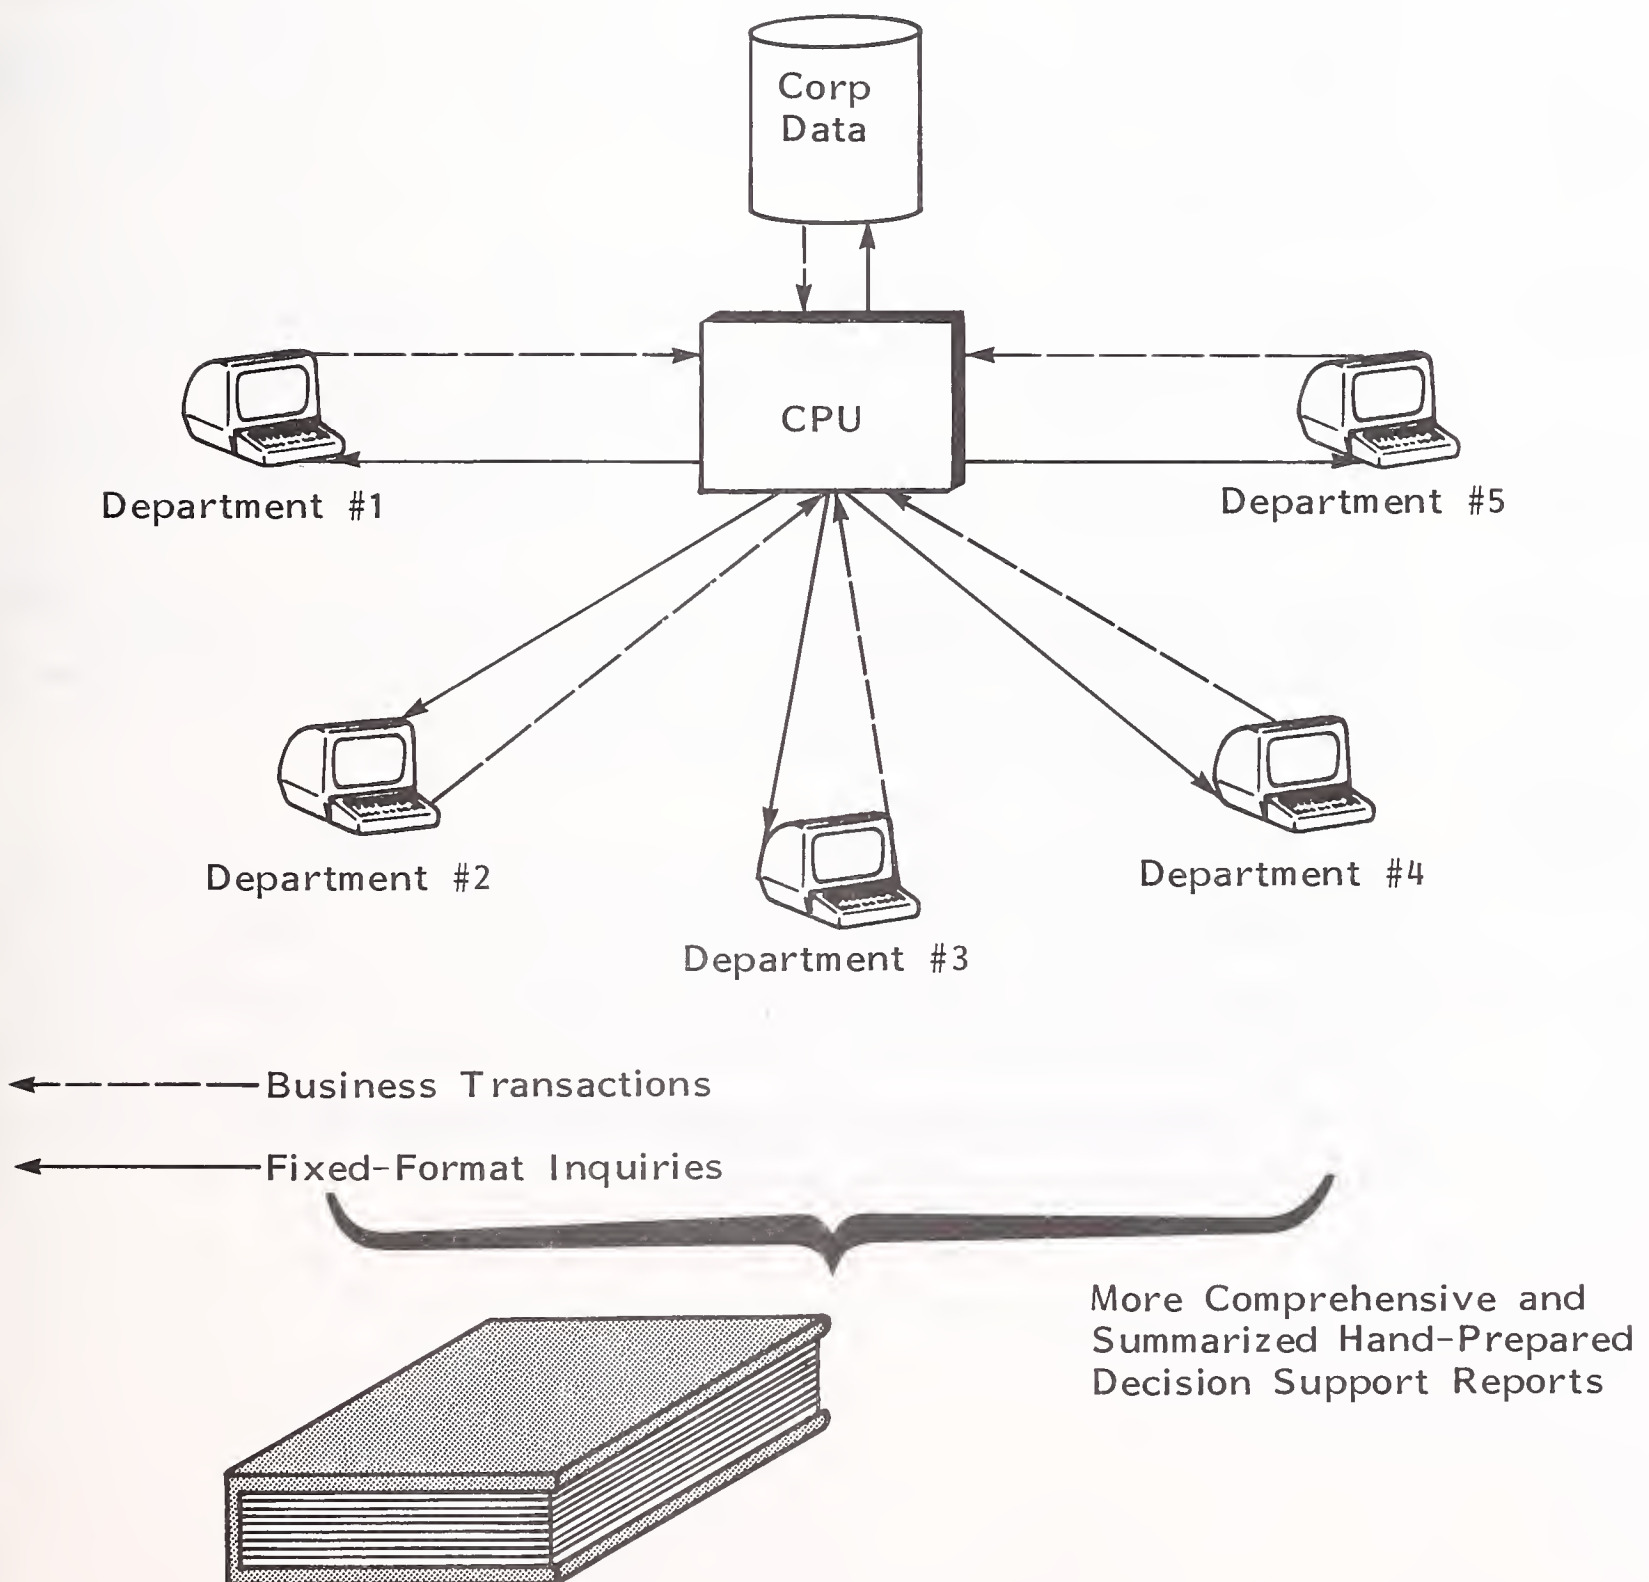 Corp
Data
CPU
Department #1
Department #5
Department #2
Department #4
Department #3
Business Transactions
Fixed-Format Inquiries
More Comprehensive and
Summarized Hand-Prepared
Decision Support Reports